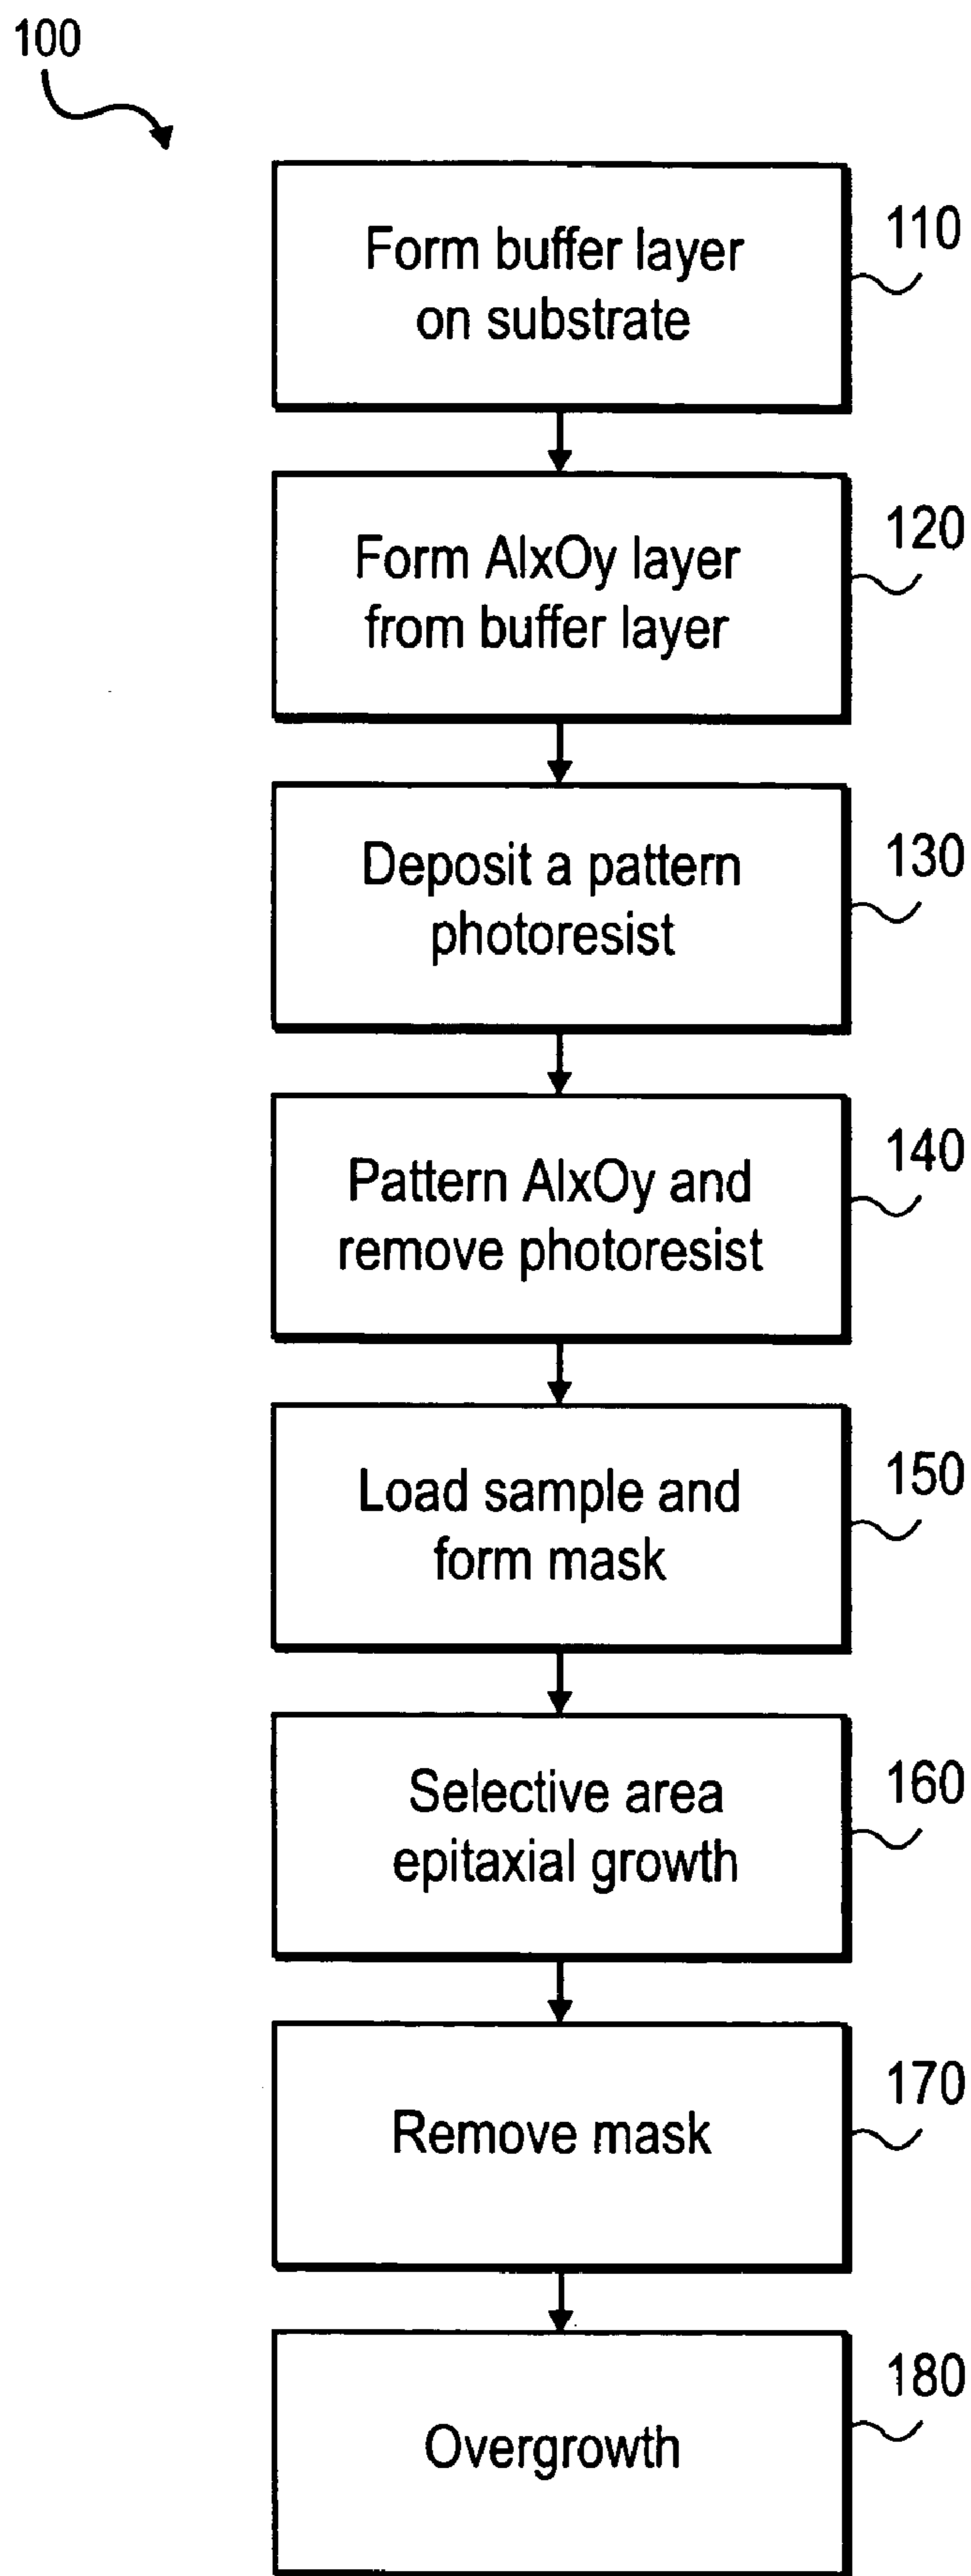 100
Form buffer layer
on substrate
110
Form AlxOy layer
from buffer layer
120
Deposit a pattern
photoresist
130
Pattern AlxOy and
remove photoresist
140
Load sample and
form mask
150
Selective area
epitaxial growth
160
Remove mask
170
Overgrowth
180